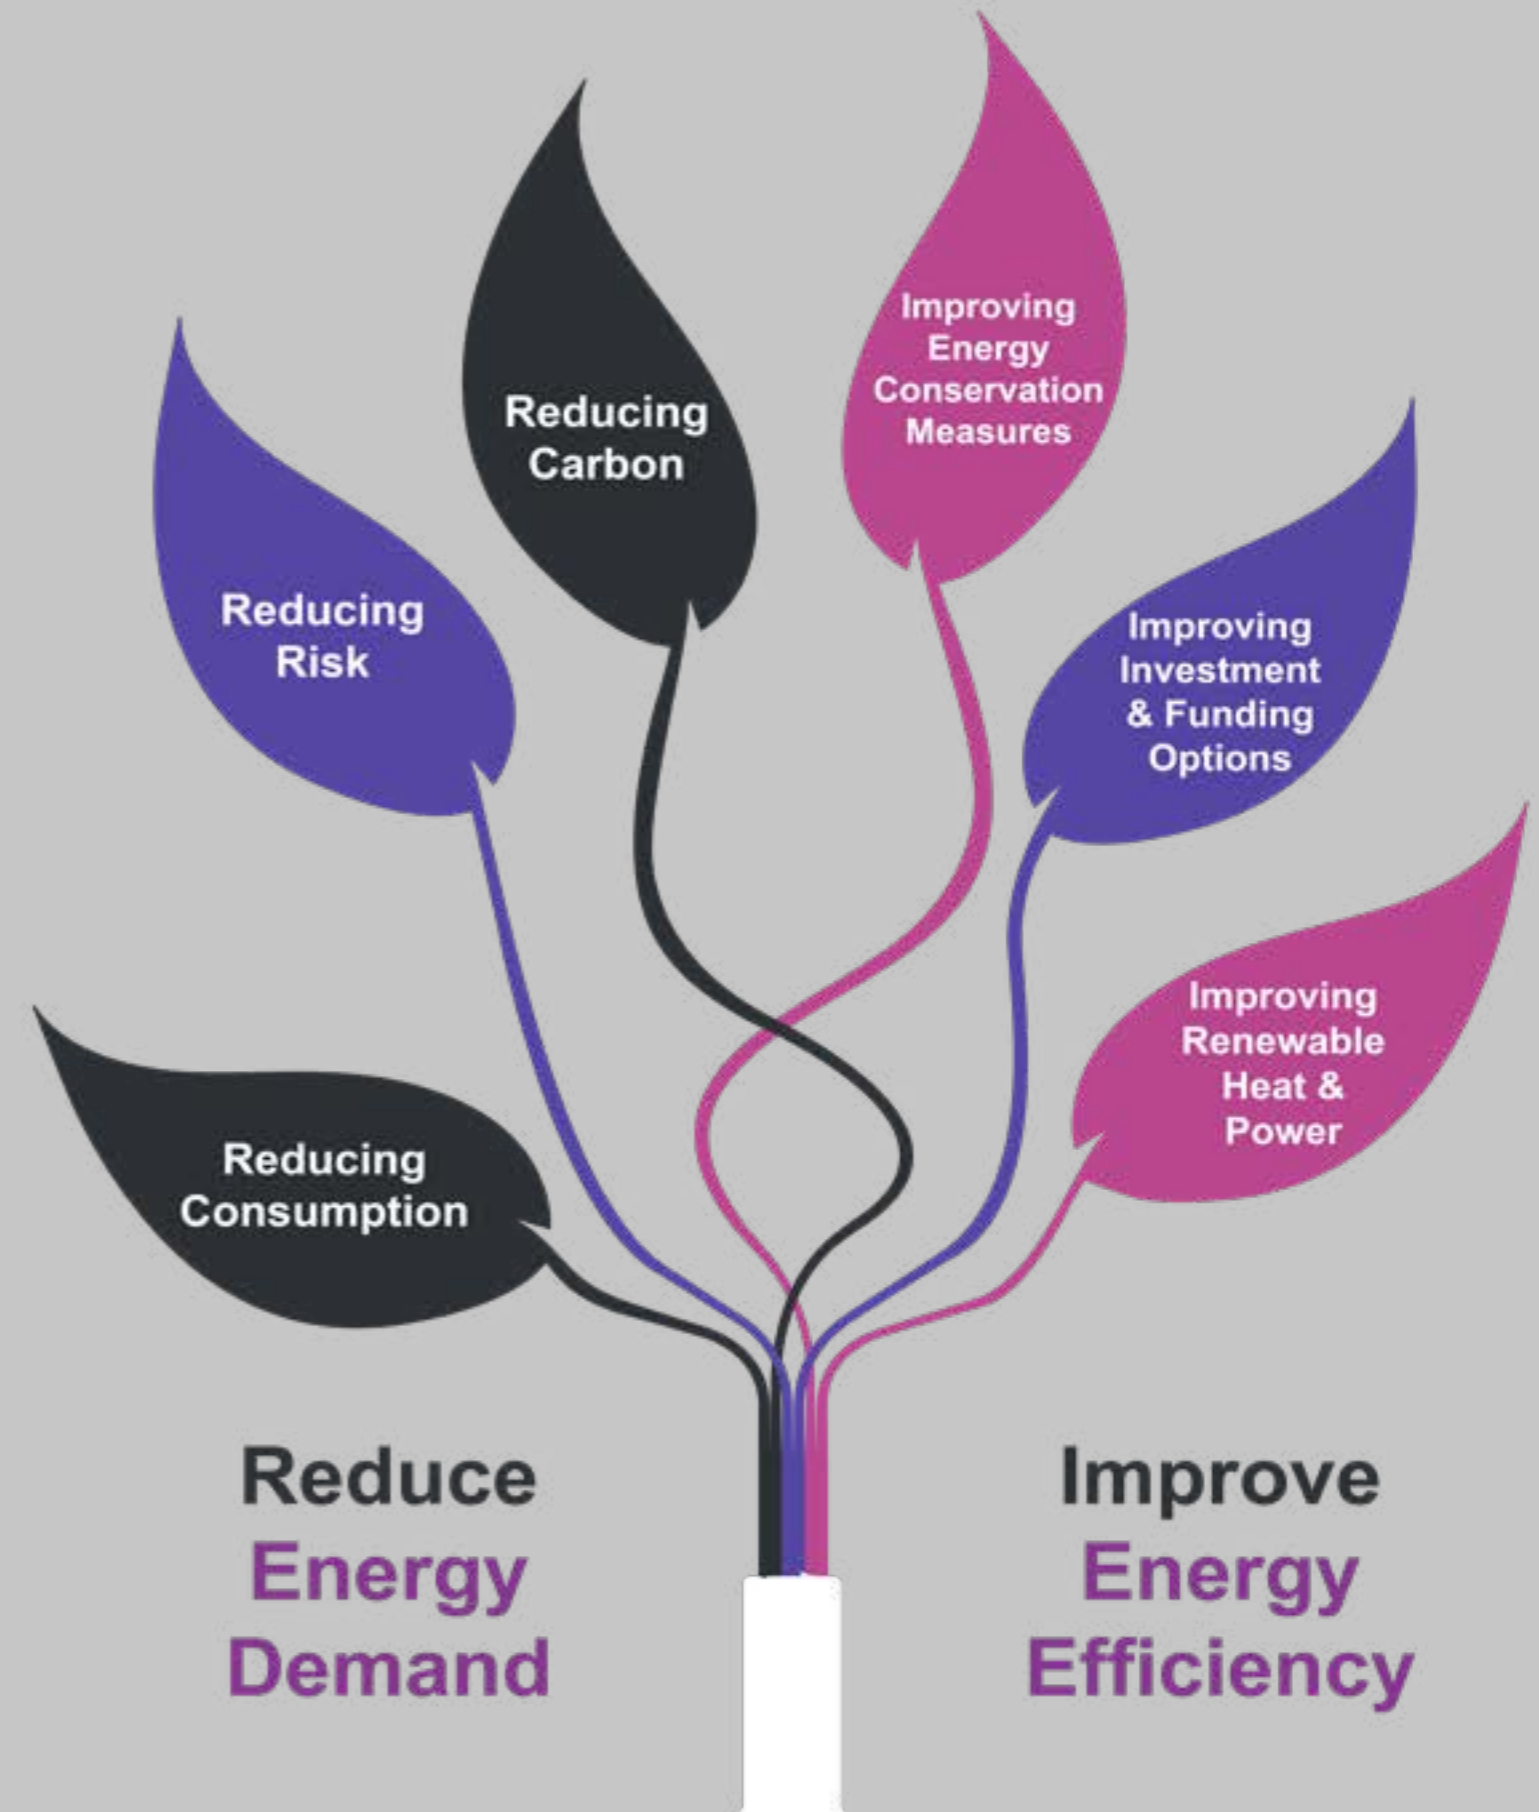 Improving
Energy
Conservation
Measures
Reducing
Carbon
Reducing
Risk
Improving
Investment
& Funding
Options
Improving
Renewable
Heat &
Power
Reducing
Consumption
Reduce
Energy
Demand
Improve
Energy
Efficiency